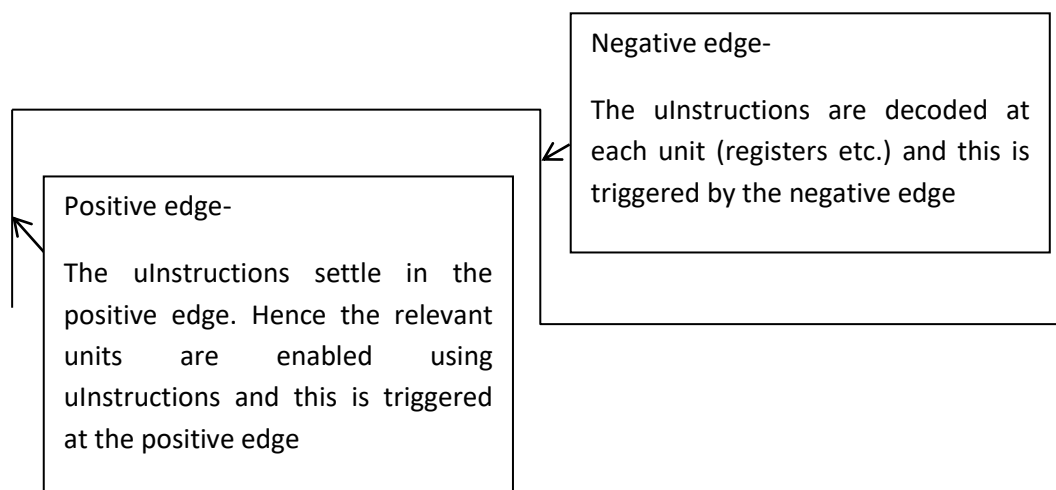 Negative edge-
The uInstructions are decoded at
each unit (registers etc.) and this is
triggered by the negative edge
Positive edge-
The uInstructions settle in the
positive edge. Hence the relevant
units are enabled using
uInstructions and this is triggered
at the positive edge